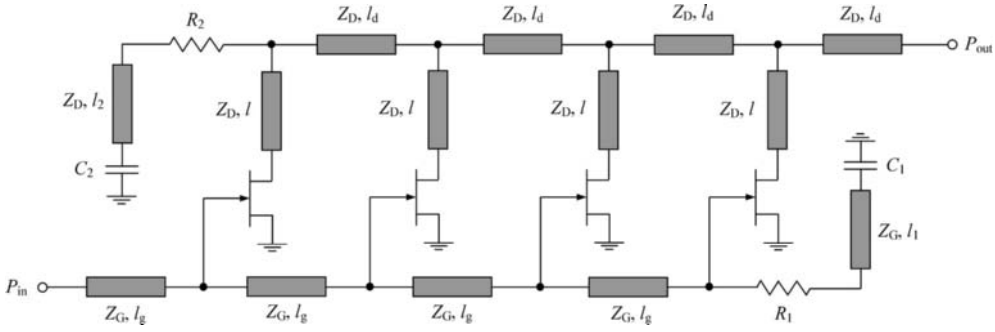 R2
ZD, ld
ZD, ld
ZD, ld
ZD, ld
Pout
ZD, l2
ZD, l
ZD, l
ZD, l
ZD, l
C2
C1
ZG, l1
Pin
ZG, lg
ZG, lg
ZG, lg
ZG, lg
R1